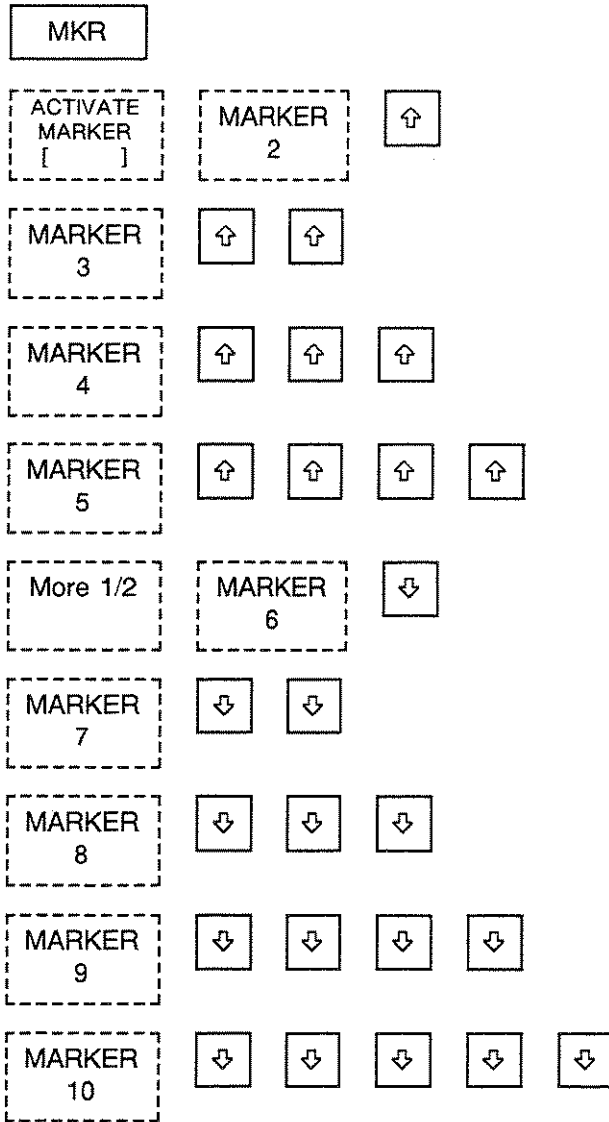 MKR
ACTIVATE
MARKER
[ ]
MARKER
2
⇧
MARKER
3
⇧ ⇧
MARKER
4
⇧ ⇧ ⇧
MARKER
5
⇧ ⇧ ⇧ ⇧
More 1/2
MARKER
6
⇩
MARKER
7
⇩ ⇩
MARKER
8
⇩ ⇩ ⇩
MARKER
9
⇩ ⇩ ⇩ ⇩
MARKER
10
⇩ ⇩ ⇩ ⇩ ⇩